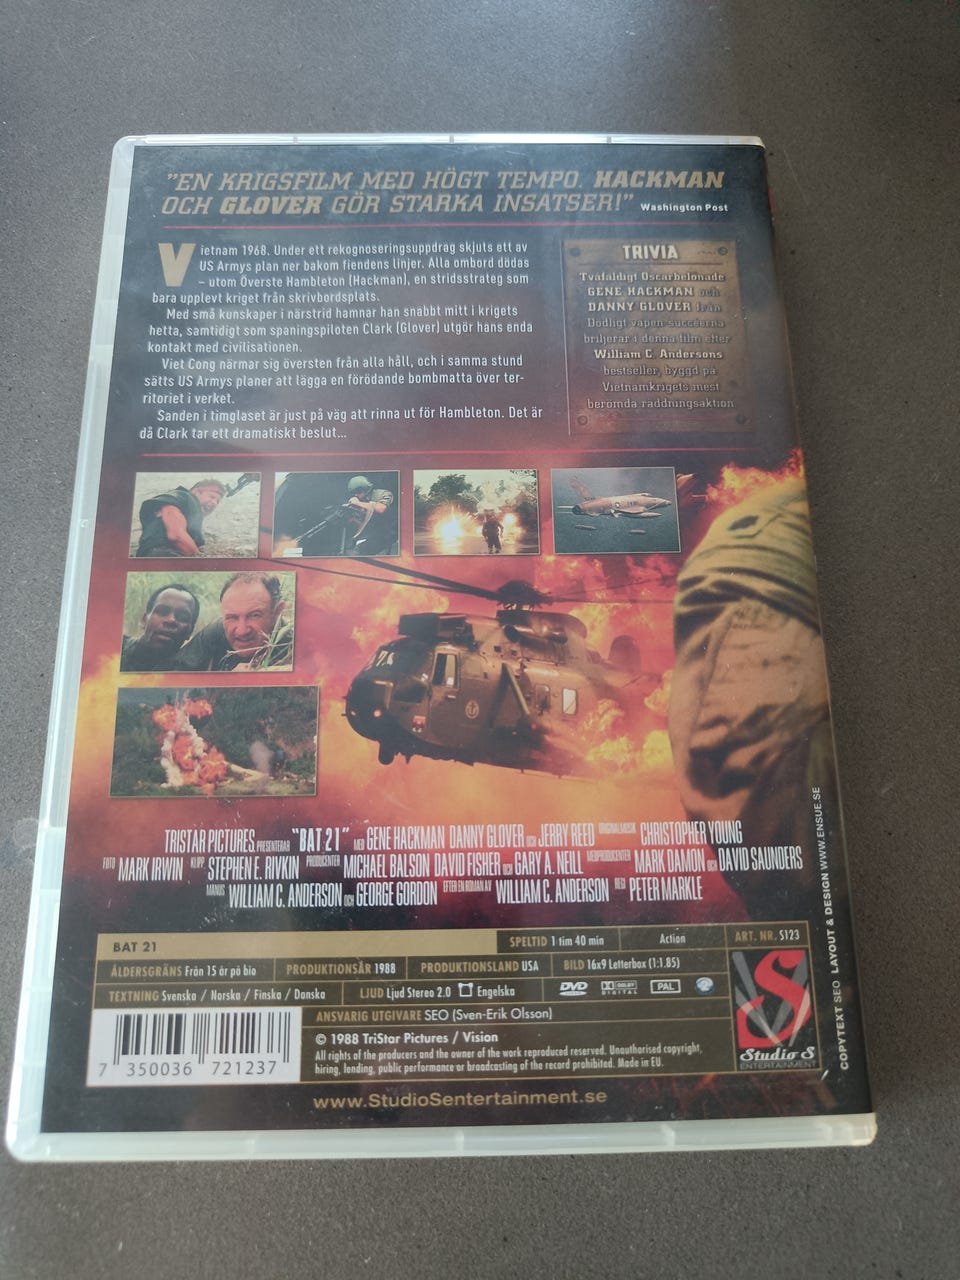 "EN KRIGSFILM MED HÖGT TEMPO. HACKMAN
OCH GLOVER GÖR STARKA INSATSER!" Washington Post
Vietnam 1968. Under ett rekognoseringsuppdrag skjuts ett av
US Armys plan ner bakom fiendens linjer. Alla ombord dödas
– utom Överste Hambleton (Hackman), en stridsstrateg som
bara upplevt kriget från skrivbordsplats.
Med små kunskaper i närstrid hamnar han snabbt mitt i krigets
hetta, samtidigt som spaningspiloten Clark (Glover) utgör hans enda
kontakt med civilisationen.
Viet Cong närmar sig översten från alla håll, och i samma stund
sätts US Armys planer att lägga en förödande bombmatta över ter-
ritoriet i verket.
Sanden i timglaset är just på väg att rinna ut för Hambleton. Det är
då Clark tar ett dramatiskt beslut...
TRIVIA
Tvåfaldigt Oscarbelönade
GENE HACKMAN och
DANNY GLOVER från
Dödligt vapen-succéerna
briljerar i denna film efter
William C. Andersons
bestseller, byggd på
Vietnamkrigets mest
berömda räddningsaktion
TRISTAR PICTURES PRESENTERAR "BAT 21" MED GENE HACKMAN DANNY GLOVER OCH JERRY REED ORIGINALMUSIK CHRISTOPHER YOUNG
FOTO MARK IRWIN KLIPP STEPHEN E. RIVKIN PRODUCENTER MICHAEL BALSON DAVID FISHER OCH GARY A. NEILL MEDPRODUCENTER MARK DAMON OCH DAVID SAUNDERS
MANUS WILLIAM C. ANDERSON OCH GEORGE GORDON EFTER EN ROMAN AV WILLIAM C. ANDERSON REGI PETER MARKLE
BAT 21 SPELTID 1 tim 40 min Action ART. NR. S123
ÅLDERSGRÄNS Från 15 år på bio PRODUKTIONSÅR 1988 PRODUKTIONSLAND USA BILD 16x9 Letterbox (1:1.85)
TEXTNING Svenska / Norska / Finska / Danska LJUD Ljud Stereo 2.0 Engelska DVD DOLBY DIGITAL PAL 2
ANSVARIG UTGIVARE SEO (Sven-Erik Olsson)
© 1988 TriStar Pictures / Vision
All rights of the producers and the owner of the work reproduced reserved. Unauthorised copyright,
hiring, lending, public performance or broadcasting of the record prohibited. Made in EU.
7 350036 721237
S
Studio S
ENTERTAINMENT
www.StudioSentertainment.se
COPYTEXT SEO LAYOUT & DESIGN WWW.ENSUE.SE